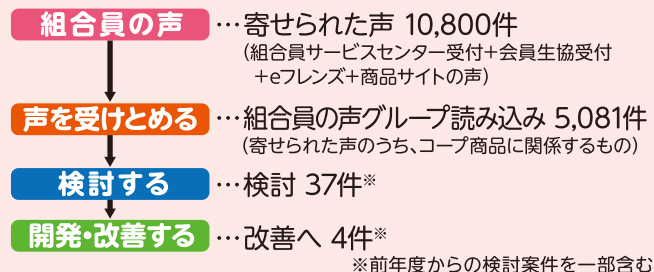 組合員の声 …寄せられた声 10,800件
(組合員サービスセンター受付+会員生協受付
+eフレンズ+商品サイトの声)
声を受けとめる …組合員の声グループ読み込み 5,081件
(寄せられた声のうち、コープ商品に関係するもの)
検討する …検討 37件※
開発・改善する …改善へ 4件※
※前年度からの検討案件を一部含む